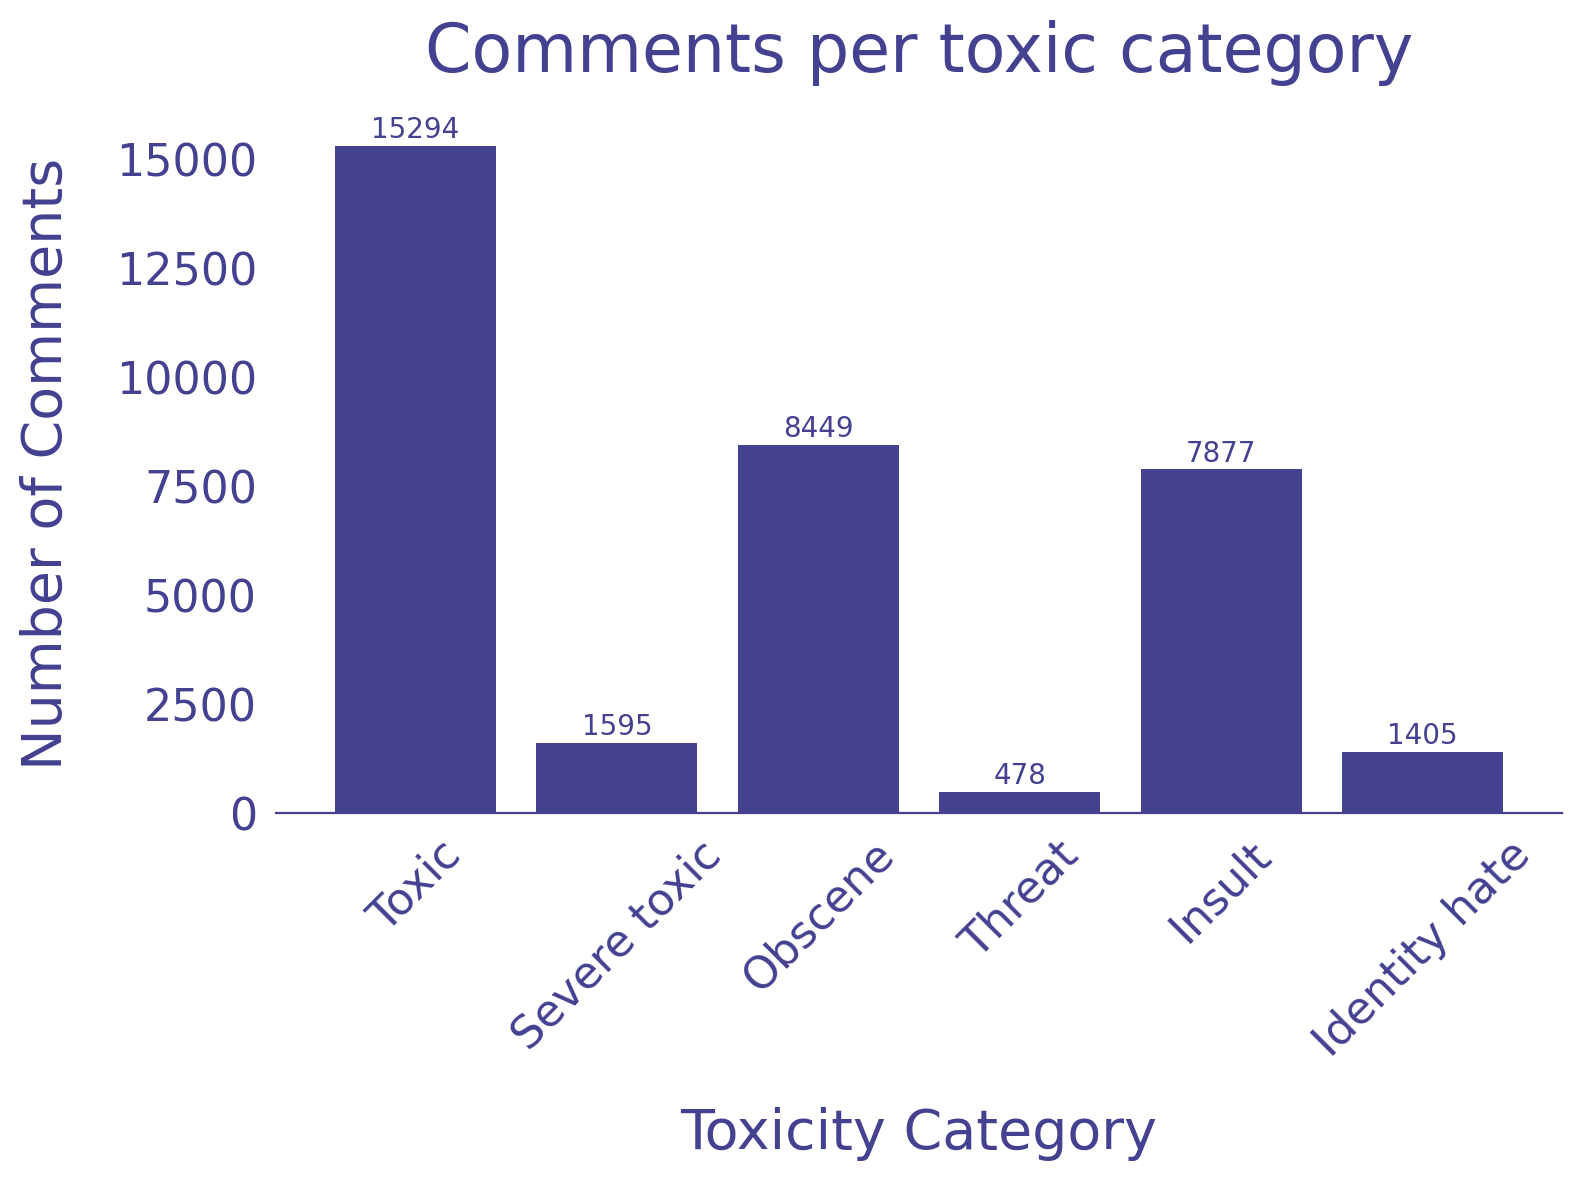 Comments per toxic category
Number of Comments
15000
12500
10000
7500
5000
2500
0
15294
1595
8449
478
7877
1405
Toxic
Severe toxic
Obscene
Threat
Insult
Identity hate
Toxicity Category